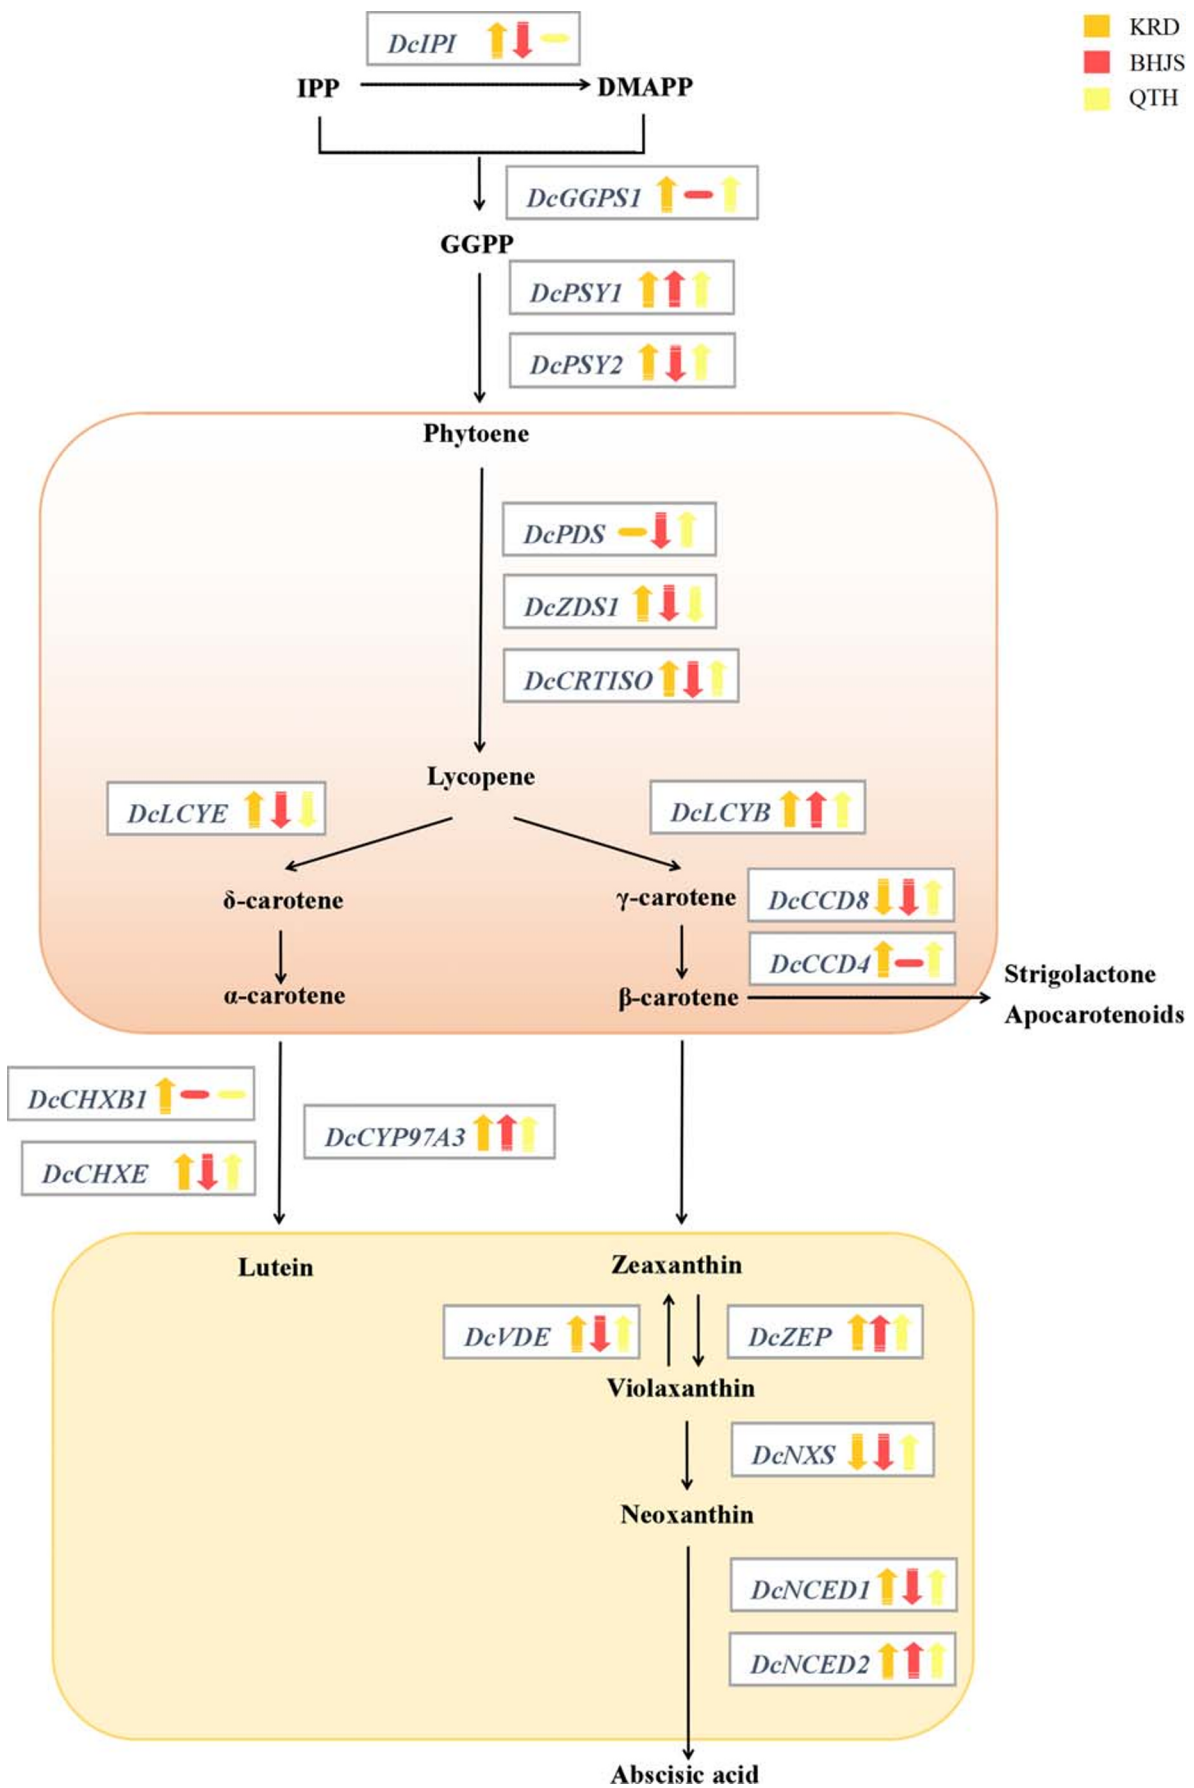 DcIPI
KRD
BHJS
QTH
IPP
DMAPP
DcGGPS1
GGPP
DcPSY1
DcPSY2
Phytoene
DcPDS
DcZDS1
DcCRTISO
Lycopene
DcLCYE
DcLCYB
δ-carotene
γ-carotene
DcCCD8
DcCCD4
α-carotene
β-carotene
Strigolactone
Apocarotenoids
DcCHXB1
DcCYP97A3
DcCHXE
Lutein
Zeaxanthin
DcVDE
DcZEP
Violaxanthin
DcNXS
Neoxanthin
DcNCED1
DcNCED2
Abscisic acid